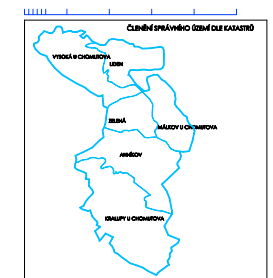 ČLENĚNÍ SPRÁVNÍHO ÚZEMÍ DLE KATASTRŮ
VYSOKÁ U CHOMUTOVA
LIDEN
ZELENÁ
MÁLKOV U CHOMUTOVA
AHNÍKOV
KRALUPY U CHOMUTOVA